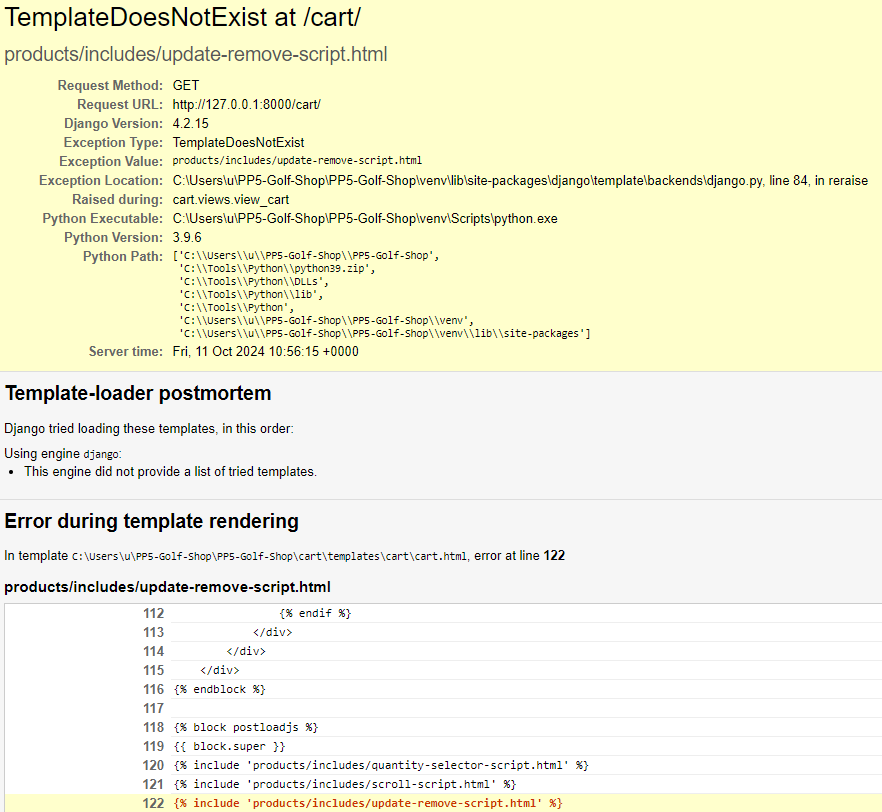 TemplateDoesNotExist at /cart/
products/includes/update-remove-script.html
Request Method: GET
Request URL: http://127.0.0.1:8000/cart/
Django Version: 4.2.15
Exception Type: TemplateDoesNotExist
Exception Value: products/includes/update-remove-script.html
Exception Location: C:\Users\u\PP5-Golf-Shop\PP5-Golf-Shop\venv\lib\site-packages\django\template\backends\django.py, line 84, in reraise
Raised during: cart.views.view_cart
Python Executable: C:\Users\u\PP5-Golf-Shop\PP5-Golf-Shop\venv\Scripts\python.exe
Python Version: 3.9.6
Python Path: ['C:\\Users\\u\\PP5-Golf-Shop\\PP5-Golf-Shop',
'C:\\Tools\\Python\\python39.zip',
'C:\\Tools\\Python\\DLLs',
'C:\\Tools\\Python\\lib',
'C:\\Tools\\Python',
'C:\\Users\\u\\PP5-Golf-Shop\\PP5-Golf-Shop\\venv',
'C:\\Users\\u\\PP5-Golf-Shop\\PP5-Golf-Shop\\venv\\lib\\site-packages']
Server time: Fri, 11 Oct 2024 10:56:15 +0000
Template-loader postmortem
Django tried loading these templates, in this order:
Using engine django:
• This engine did not provide a list of tried templates.
Error during template rendering
In template C:\Users\u\PP5-Golf-Shop\PP5-Golf-Shop\cart\templates\cart\cart.html, error at line 122
products/includes/update-remove-script.html
112 {% endif %}
113 </div>
114 </div>
115 </div>
116 {% endblock %}
117
118 {% block postloadjs %}
119 {{ block.super }}
120 {% include 'products/includes/quantity-selector-script.html' %}
121 {% include 'products/includes/scroll-script.html' %}
122 {% include 'products/includes/update-remove-script.html' %}